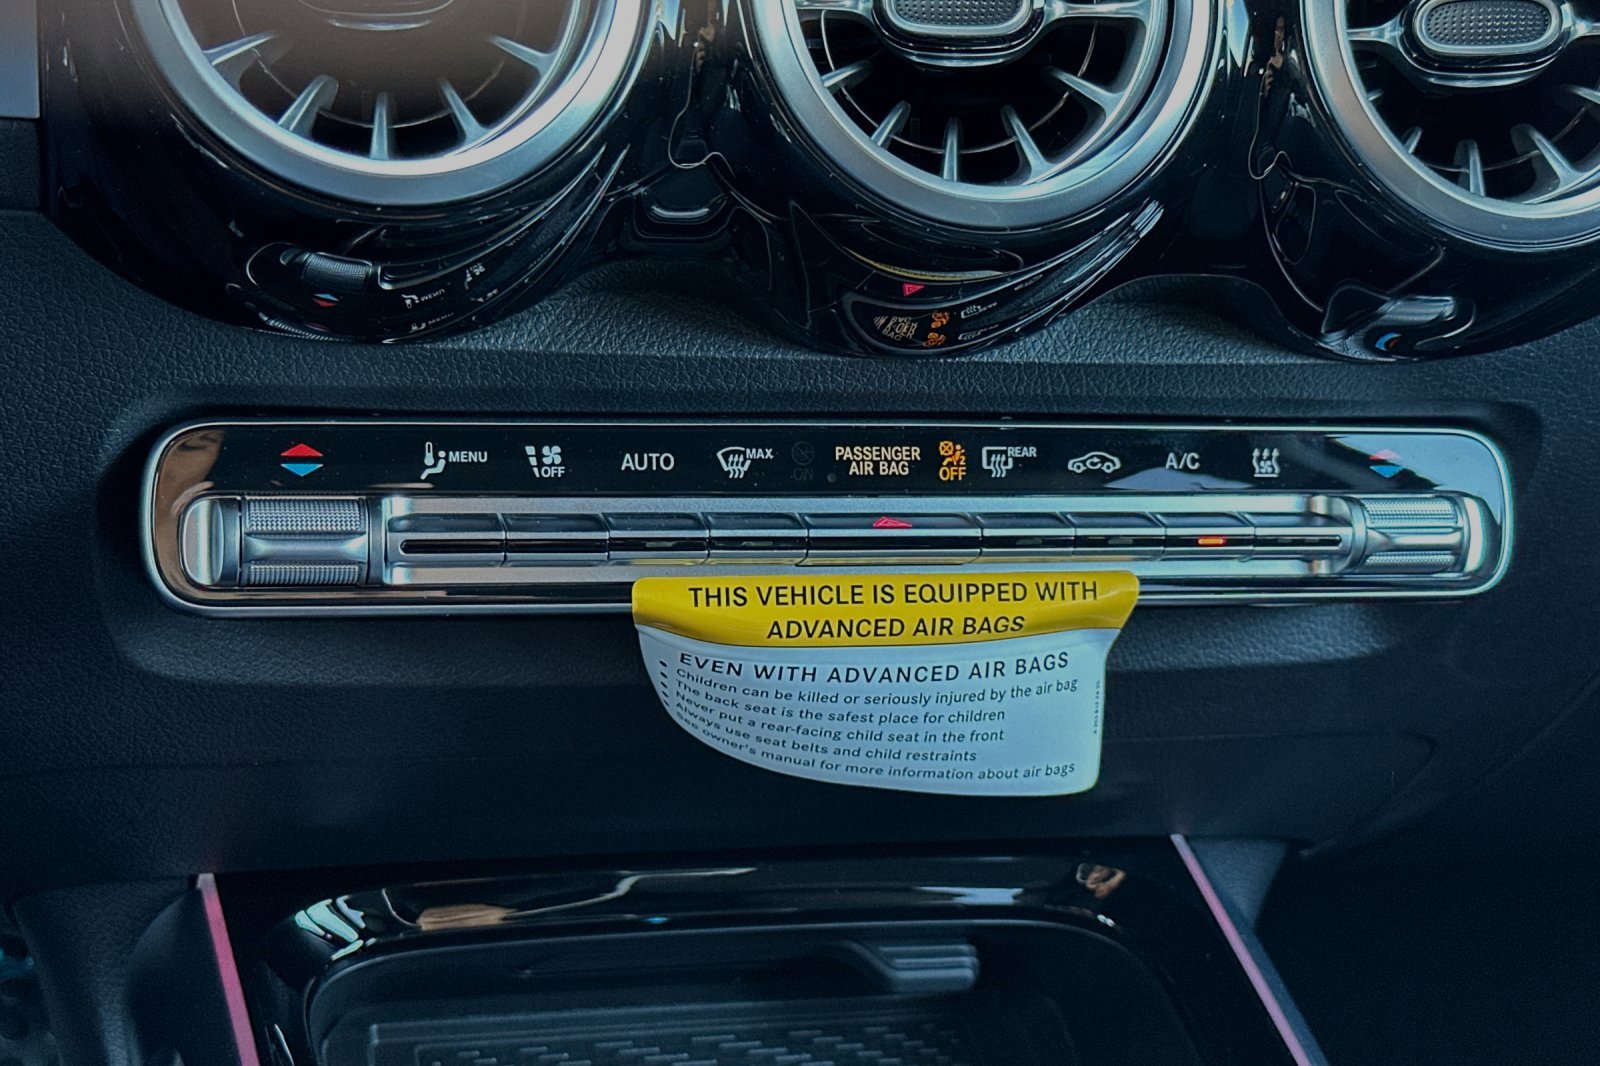 MENU
OFF
AUTO
MAX
ON
PASSENGER
AIR BAG
OFF
REAR
A/C
THIS VEHICLE IS EQUIPPED WITH
ADVANCED AIR BAGS
EVEN WITH ADVANCED AIR BAGS
• Children can be killed or seriously injured by the air bag
• The back seat is the safest place for children
• Never put a rear-facing child seat in the front
• Always use seat belts and child restraints
• See owner's manual for more information about air bags